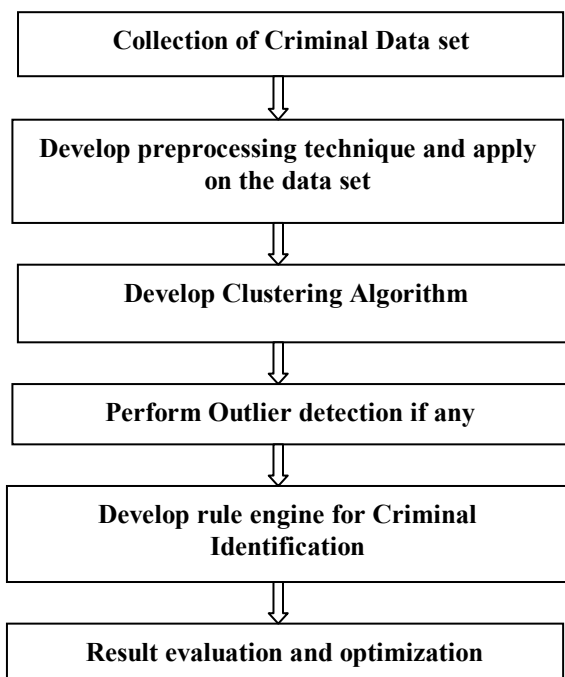 Collection of Criminal Data set
Develop preprocessing technique and apply
on the data set
Develop Clustering Algorithm
Perform Outlier detection if any
Develop rule engine for Criminal
Identification
Result evaluation and optimization